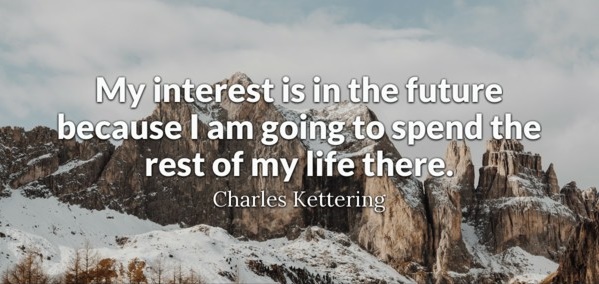 My interest is in the future
because I am going to spend the
rest of my life there.
Charles Kettering